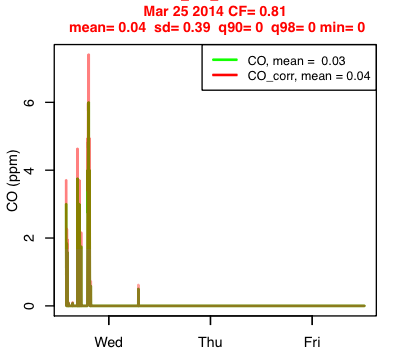 Mar 25 2014 CF= 0.81
mean= 0.04 sd= 0.39 q90= 0 q98= 0 min= 0
CO, mean = 0.03
CO_corr, mean = 0.04
CO (ppm)
6
4
2
0
Wed Thu Fri